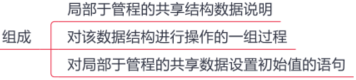 局部于管程的共享结构数据说明
组成
对该数据结构进行操作的一组过程
对局部于管程的共享数据设置初始值的语句